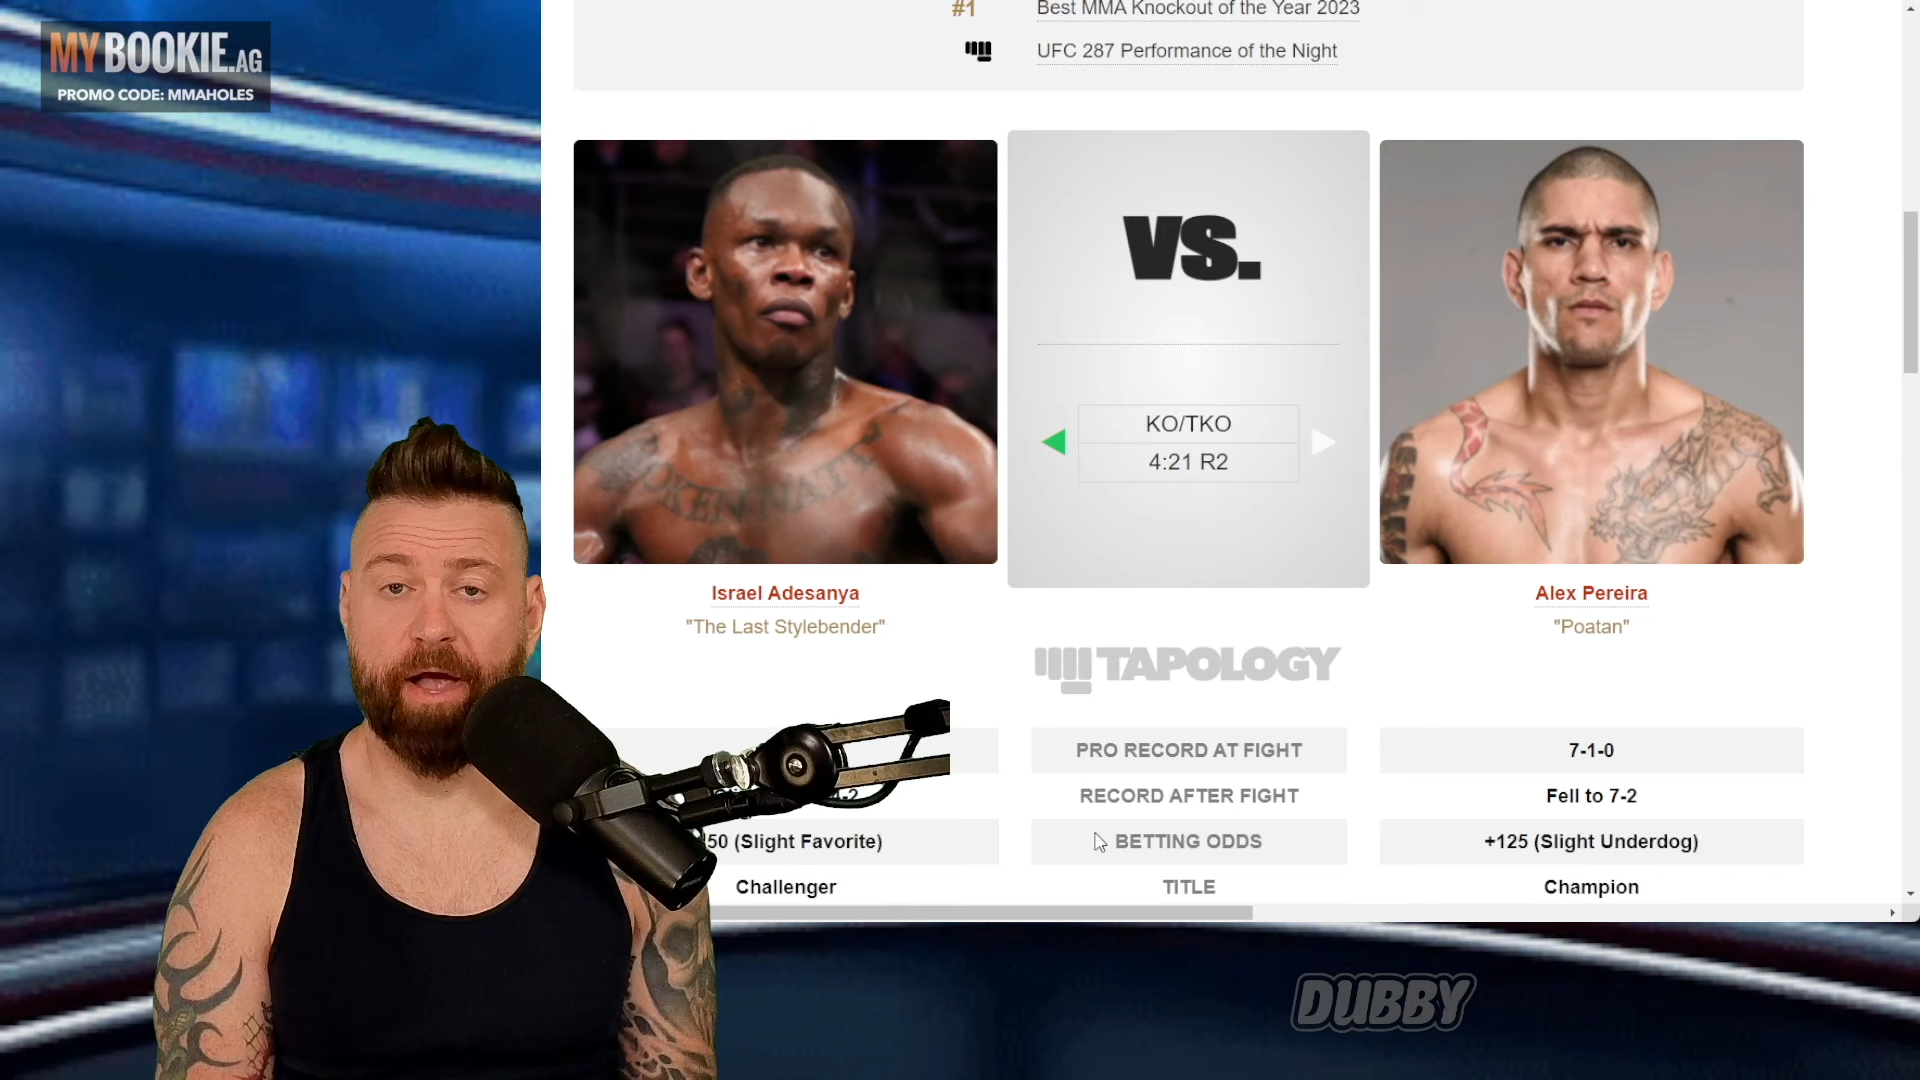 MYBOOKIE.AG
PROMO CODE: MMAHOLES
#1 Best MMA Knockout of the Year 2023
UFC 287 Performance of the Night
VS.
KO/TKO
4:21 R2
Israel Adesanya
"The Last Stylebender"
Alex Pereira
"Poatan"
TAPOLOGY
PRO RECORD AT FIGHT 7-1-0
-2 RECORD AFTER FIGHT Fell to 7-2
50 (Slight Favorite) BETTING ODDS +125 (Slight Underdog)
Challenger TITLE Champion
DUBBY